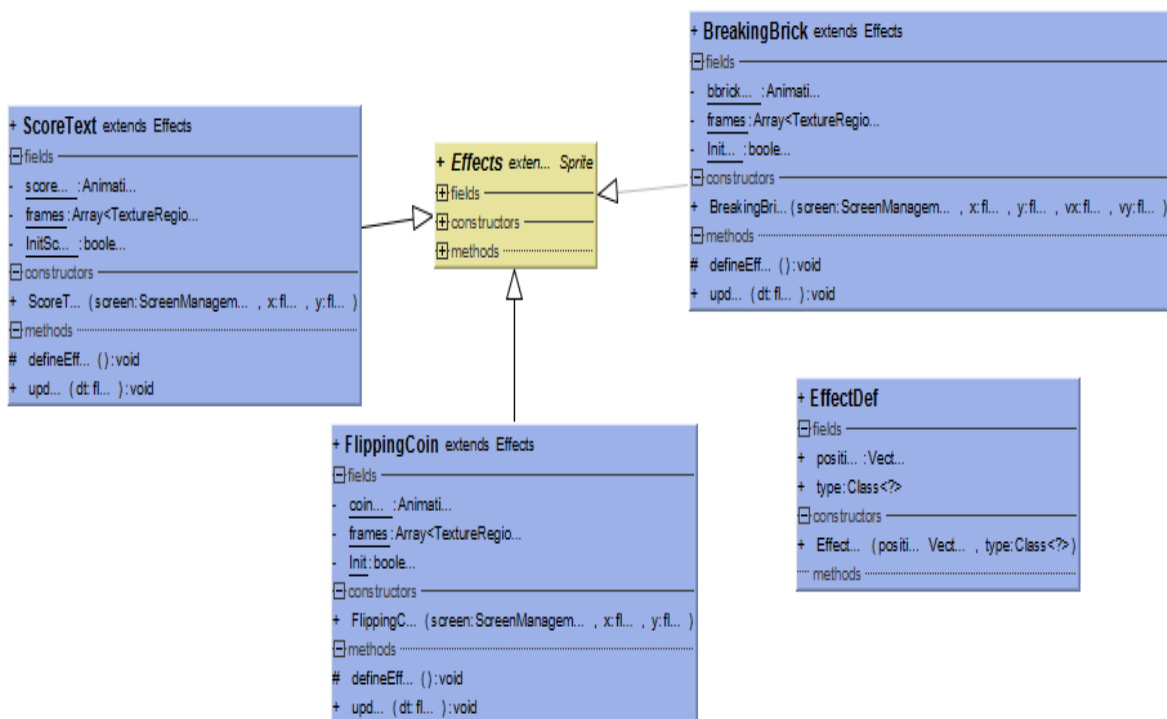 + ScoreText extends Effects
fields
- score... :Animati...
- frames:Array<TextureRegio...
- InitSc... :boole...
constructors
+ ScoreT... (screen:ScreenManagem... , x:fl... , y:fl... )
methods
# defineEff... ():void
+ upd... (dt:fl... ):void
+ Effects exten... Sprite
fields
constructors
methods
+ BreakingBrick extends Effects
fields
- bbrick... :Animati...
- frames:Array<TextureRegio...
- Init... :boole...
constructors
+ BreakingBri... (screen:ScreenManagem... , x:fl... , y:fl... , vx:fl... , vy:fl... )
methods
# defineEff... ():void
+ upd... (dt:fl... ):void
+ FlippingCoin extends Effects
fields
- coin... :Animati...
- frames:Array<TextureRegio...
- Init:boole...
constructors
+ FlippingC... (screen:ScreenManagem... , x:fl... , y:fl... )
methods
# defineEff... ():void
+ upd... (dt:fl... ):void
+ EffectDef
fields
+ positi... :Vect...
+ type:Class<?>
constructors
+ Effect... (positi... Vect... , type:Class<?>)
methods